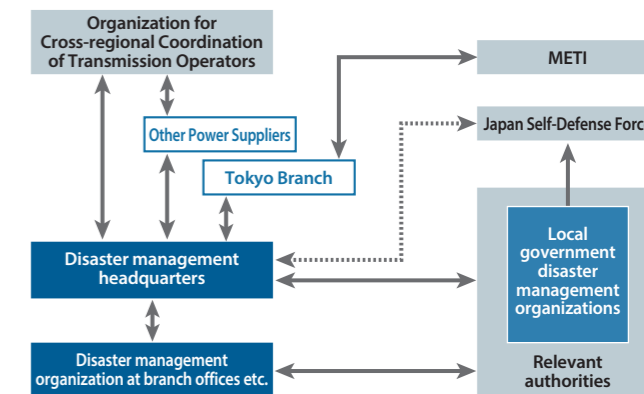 Organization for
Cross-regional Coordination
of Transmission Operators
METI
Other Power Suppliers
Japan Self-Defense Forc
Tokyo Branch
Disaster management
headquarters
Local
government
disaster
management
organizations
Disaster management
organization at branch offices etc.
Relevant
authorities